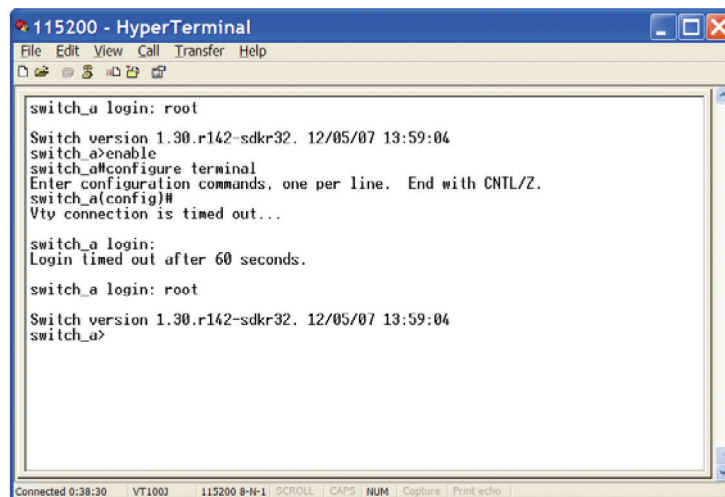 115200 - HyperTerminal
File Edit View Call Transfer Help
switch_a login: root
Switch version 1.30.r142-sdkr32. 12/05/07 13:59:04
switch_a>enable
switch_a#configure terminal
Enter configuration commands, one per line. End with CNTL/Z.
switch_a(config)#
Vty connection is timed out...
switch_a login:
Login timed out after 60 seconds.
switch_a login: root
Switch version 1.30.r142-sdkr32. 12/05/07 13:59:04
switch_a>
Connected 0:38:30 VT100J 115200 8-N-1 SCROLL CAPS NUM Capture Print echo